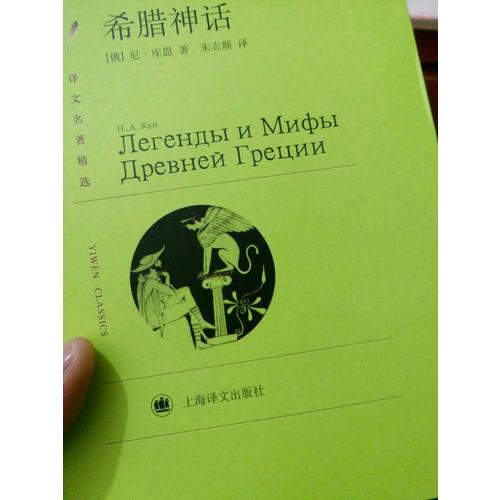 希腊神话
[俄] 尼·库恩 著 朱志顺 译
译文名著精选
YIWEN CLASSICS
Н.А.Кун
Легенды и Мифы
Древней Греции
上海译文出版社